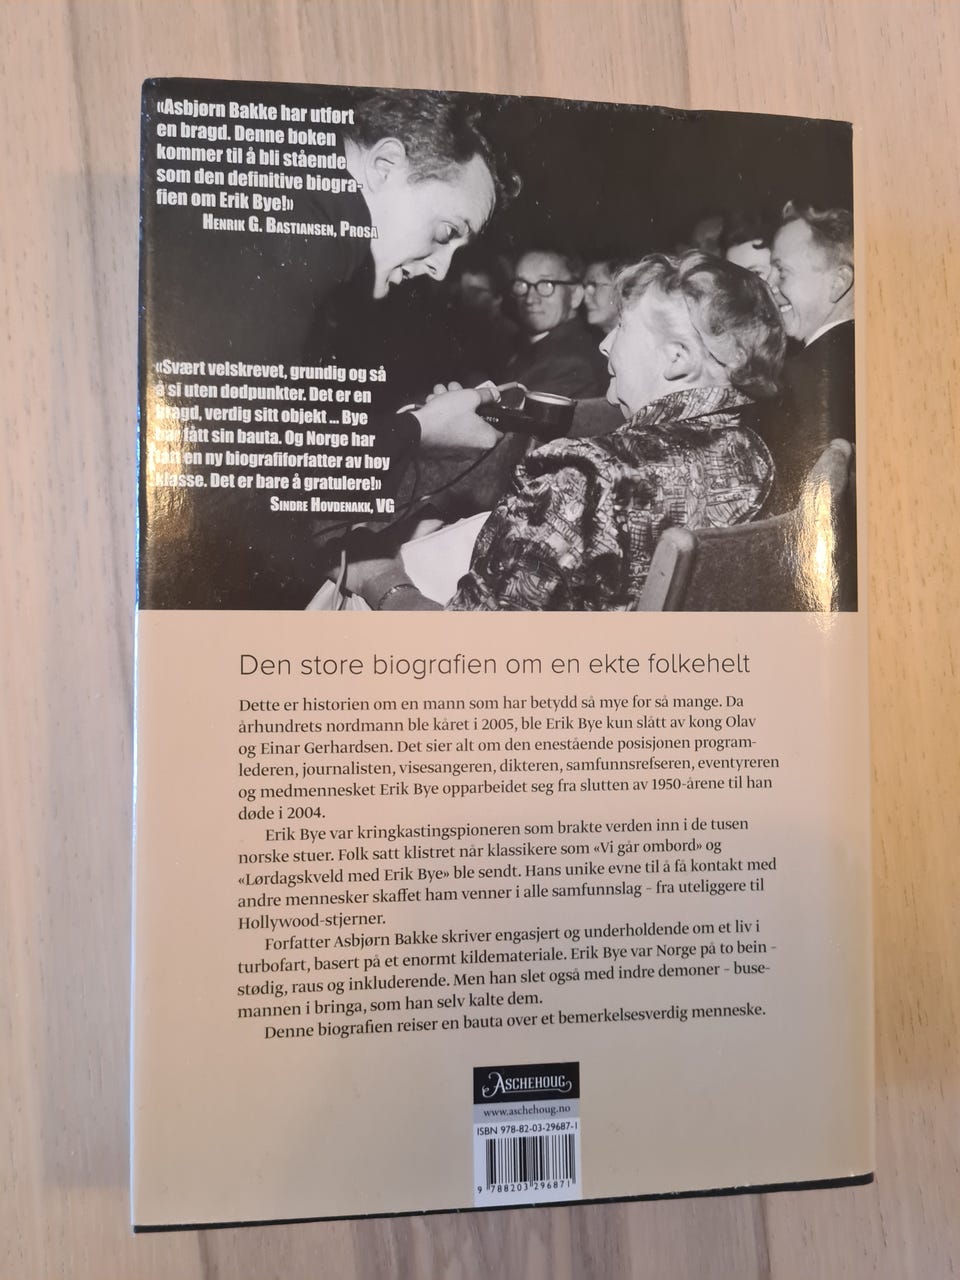 «Asbjørn Bakke har utført
en bragd. Denne boken
kommer til å bli stående
som den definitive biogra-
fien om Erik Bye!»
Henrik G. Bastiansen, Prosa
«Svært velskrevet, grundig og så
å si uten dødpunkter. Det er en
bragd, verdig sitt objekt ... Bye
har fått sin bauta. Og Norge har
fått en ny biografiforfatter av høy
klasse. Det er bare å gratulere!»
Sindre Hovdenakk, VG
Den store biografien om en ekte folkehelt
Dette er historien om en mann som har betydd så mye for så mange. Da
århundrets nordmann ble kåret i 2005, ble Erik Bye kun slått av kong Olav
og Einar Gerhardsen. Det sier alt om den enestående posisjonen program-
lederen, journalisten, visesangeren, dikteren, samfunnsrefseren, eventyreren
og medmennesket Erik Bye opparbeidet seg fra slutten av 1950-årene til han
døde i 2004.
Erik Bye var kringkastingspioneren som brakte verden inn i de tusen
norske stuer. Folk satt klistret når klassikere som «Vi går ombord» og
«Lørdagskveld med Erik Bye» ble sendt. Hans unike evne til å få kontakt med
andre mennesker skaffet ham venner i alle samfunnslag – fra uteliggere til
Hollywood-stjerner.
Forfatter Asbjørn Bakke skriver engasjert og underholdende om et liv i
turbofart, basert på et enormt kildemateriale. Erik Bye var Norge på to bein –
stødig, raus og inkluderende. Men han slet også med indre demoner – buse-
mannen i bringa, som han selv kalte dem.
Denne biografien reiser en bauta over et bemerkelsesverdig menneske.
ASCHEHOUG
www.aschehoug.no
ISBN 978-82-03-29687-1
9 788203 296871